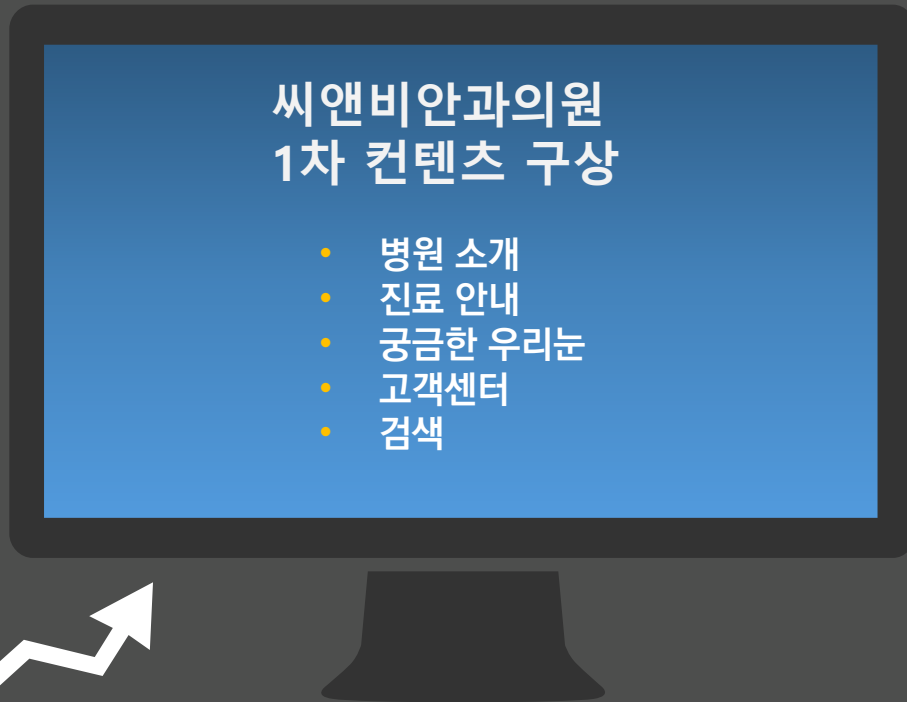 씨앤비안과의원
1차 컨텐츠 구상
• 병원 소개
• 진료 안내
• 궁금한 우리눈
• 고객센터
• 검색